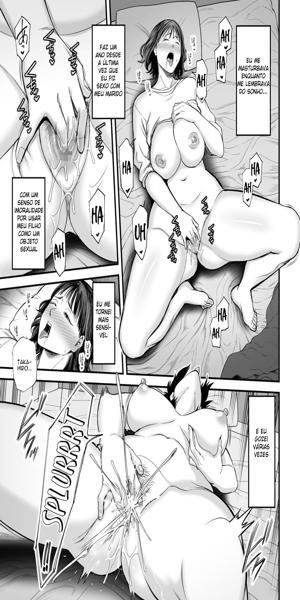 EU ME
MASTURBAVA
ENQUANTO
ME LEMBRAVA
DO SONHO...
AH
HA
HA
AH
HA
UH
HA
AH
FAZ UM
ANO DESDE
A ÚLTIMA
VEZ QUE EU
FIZ SEXO
COM MEU
MARIDO
COM UM
SENSO DE
IMORALIDADE
POR USAR
MEU FILHO
COMO UM
OBJETO
SEXUAL
EU ME
TORNEI
MAIS
SENSÍ-
VEL
TAKA-
HIRO...
E EU
GOZEI
VÁRIAS
VEZES
SPLURRRT
!!